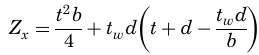 $Z_x = \frac{t^2 b}{4} + t_w d \left( t + d - \frac{t_w d}{b} \right)$